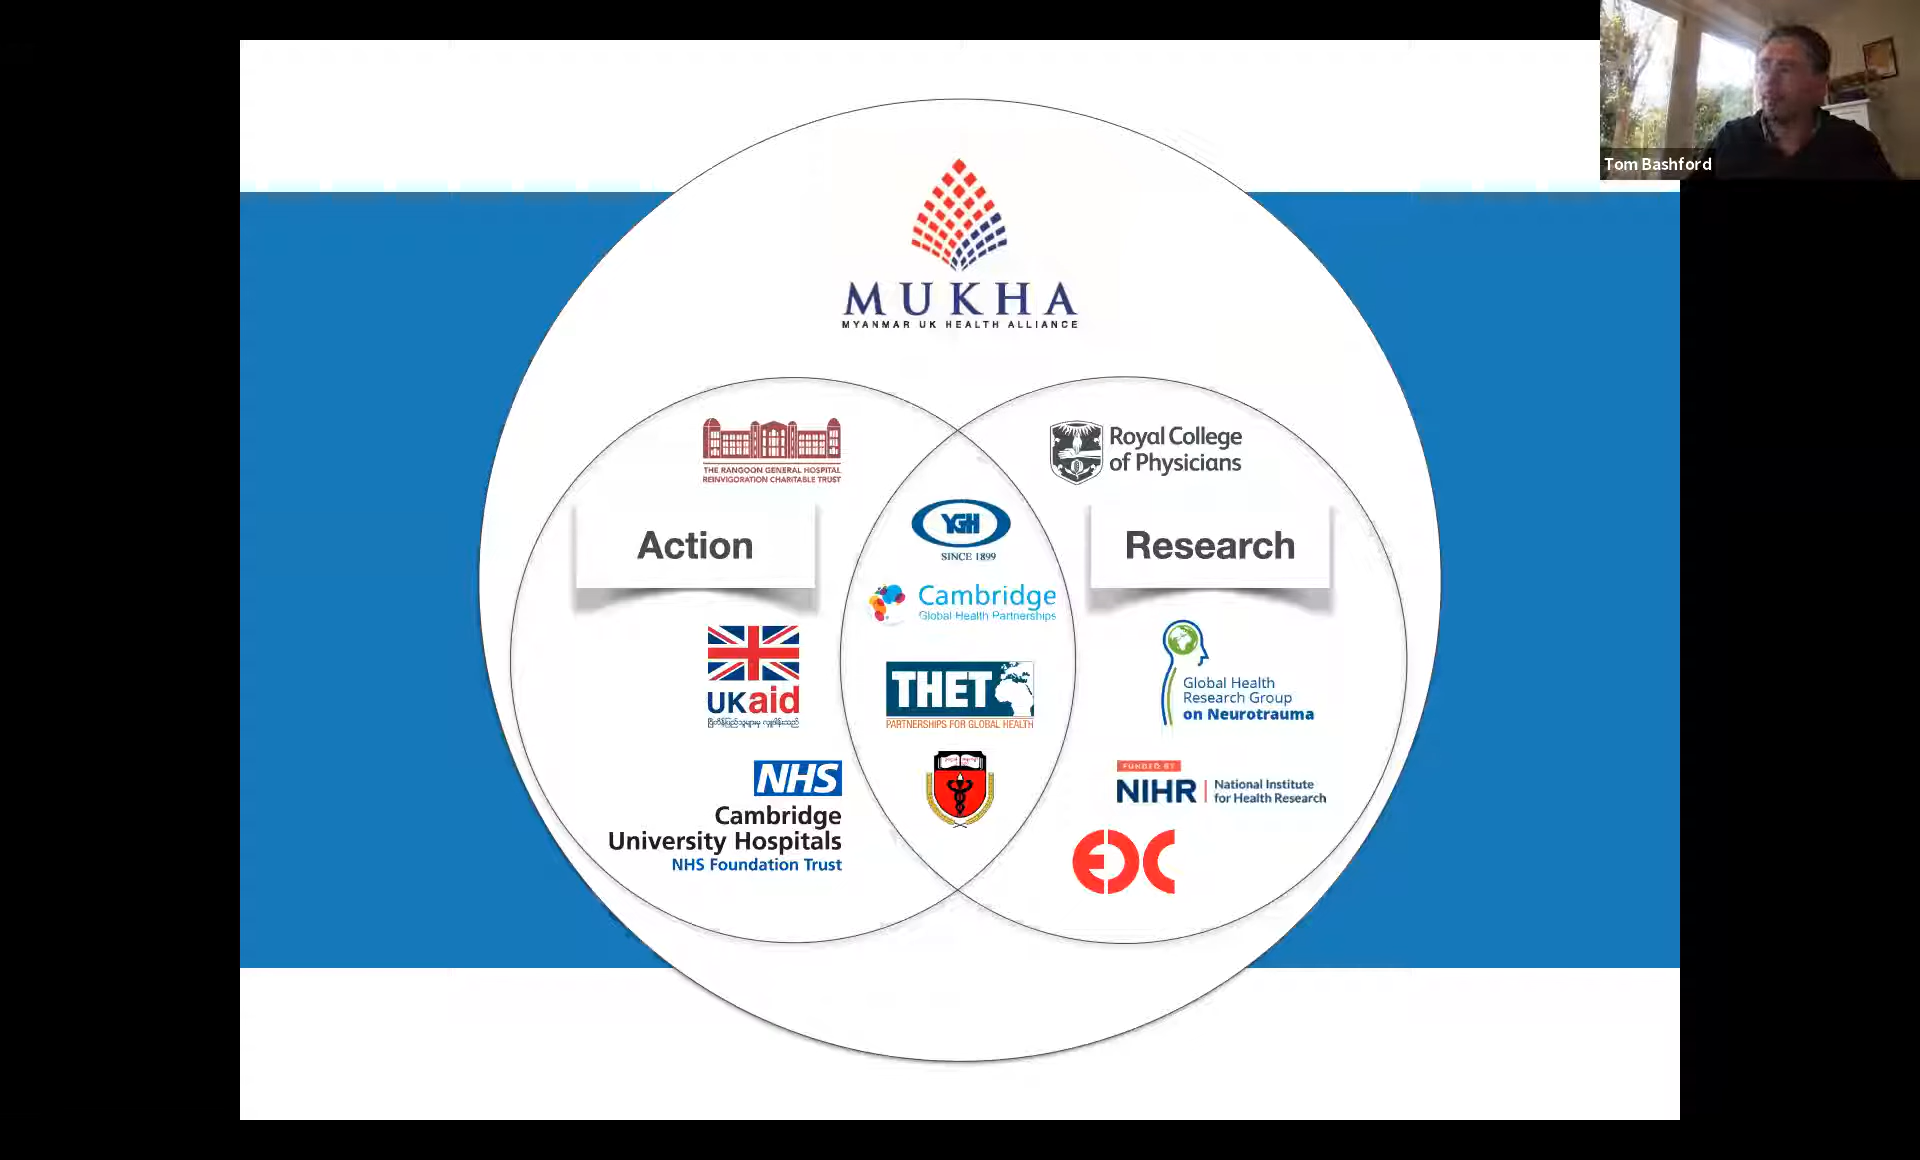 Tom Bashford
MUKHA
MYANMAR UK HEALTH ALLIANCE
THE RANGOON GENERAL HOSPITAL
REINVIGORATION CHARITABLE TRUST
Royal College
of Physicians
YGH
SINCE 1899
Action
Research
Cambridge
Global Health Partnerships
UKaid
THET
PARTNERSHIPS FOR GLOBAL HEALTH
Global Health
Research Group
on Neurotrauma
NHS
Cambridge
University Hospitals
NHS Foundation Trust
FUNDED BY
NIHR | National Institute
for Health Research
EDC